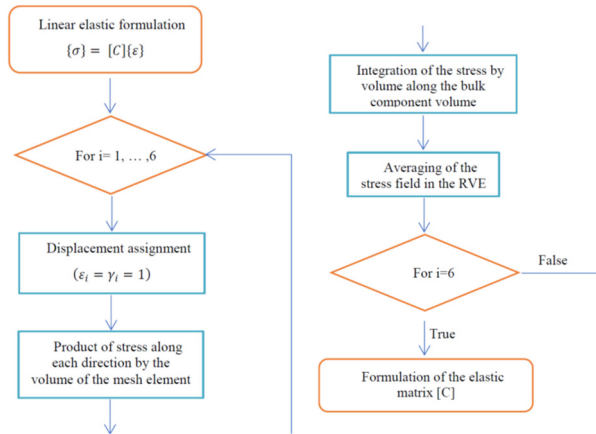 Linear elastic formulation
{σ} = [C]{ε}
For i= 1, … ,6
Displacement assignment
(εᵢ = γᵢ = 1)
Product of stress along
each direction by the
volume of the mesh element
Integration of the stress by
volume along the bulk
component volume
Averaging of the
stress field in the RVE
For i=6
False
True
Formulation of the elastic
matrix [C]